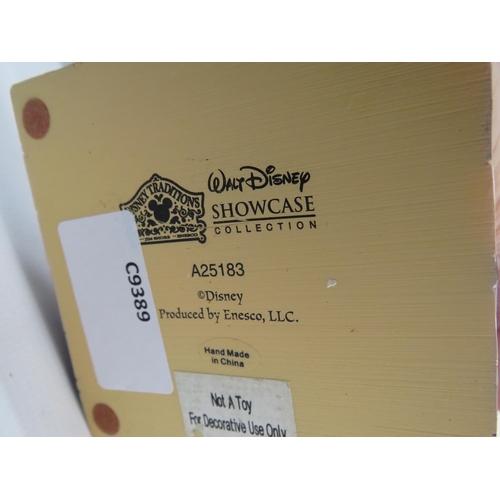 DISNEY TRADITIONS
WALT DISNEY
SHOWCASE
COLLECTION
A25183
©Disney
Produced by Enesco, LLC.
C9389
Hand Made
in China
Not A Toy
For Decorative Use Only